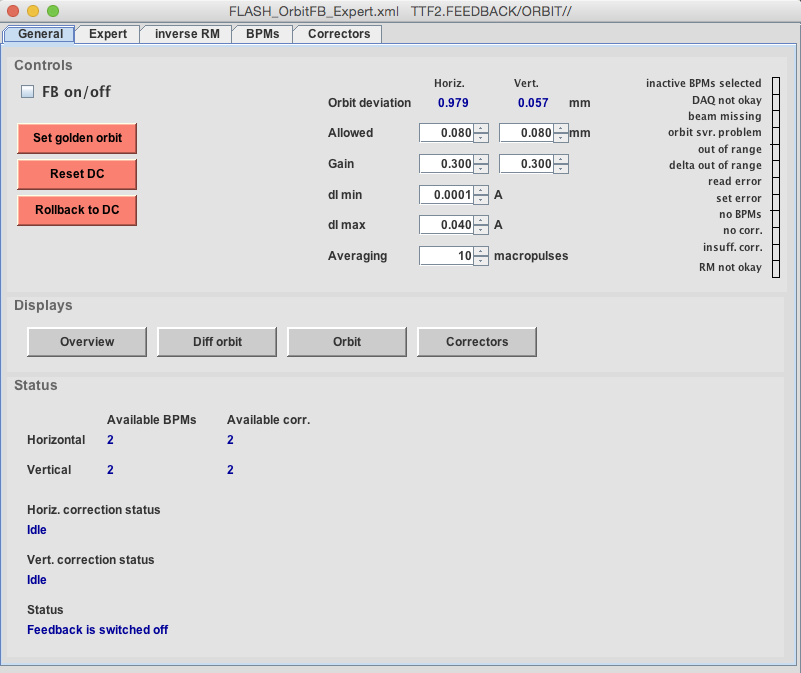 FLASH_OrbitFB_Expert.xml TTF2.FEEDBACK/ORBIT//
General Expert inverse RM BPMs Correctors
Controls
FB on/off
Set golden orbit
Reset DC
Rollback to DC
Horiz. Vert.
Orbit deviation 0.979 0.057 mm
Allowed 0.080 0.080 mm
Gain 0.300 0.300
dI min 0.0001 A
dI max 0.040 A
Averaging 10 macropulses
inactive BPMs selected
DAQ not okay
beam missing
orbit svr. problem
out of range
delta out of range
read error
set error
no BPMs
no corr.
insuff. corr.
RM not okay
Displays
Overview Diff orbit Orbit Correctors
Status
Available BPMs Available corr.
Horizontal 2 2
Vertical 2 2
Horiz. correction status
Idle
Vert. correction status
Idle
Status
Feedback is switched off